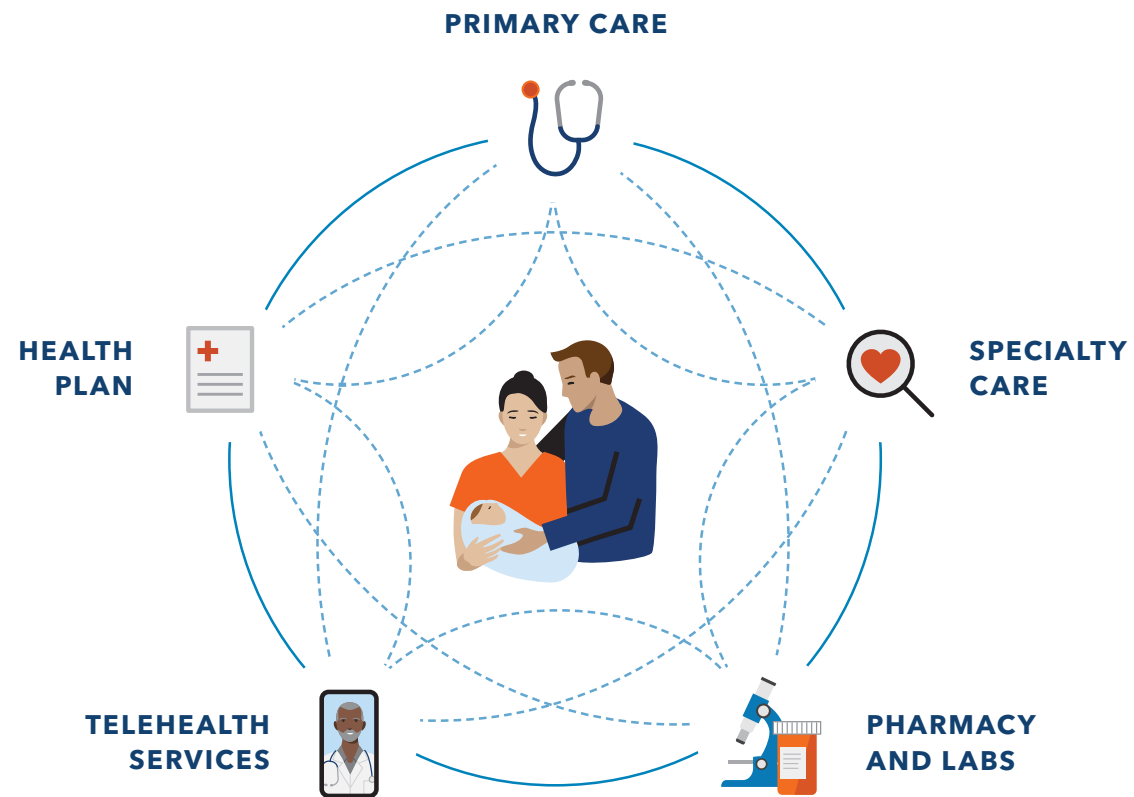 PRIMARY CARE
HEALTH
PLAN
SPECIALTY
CARE
TELEHEALTH
SERVICES
PHARMACY
AND LABS